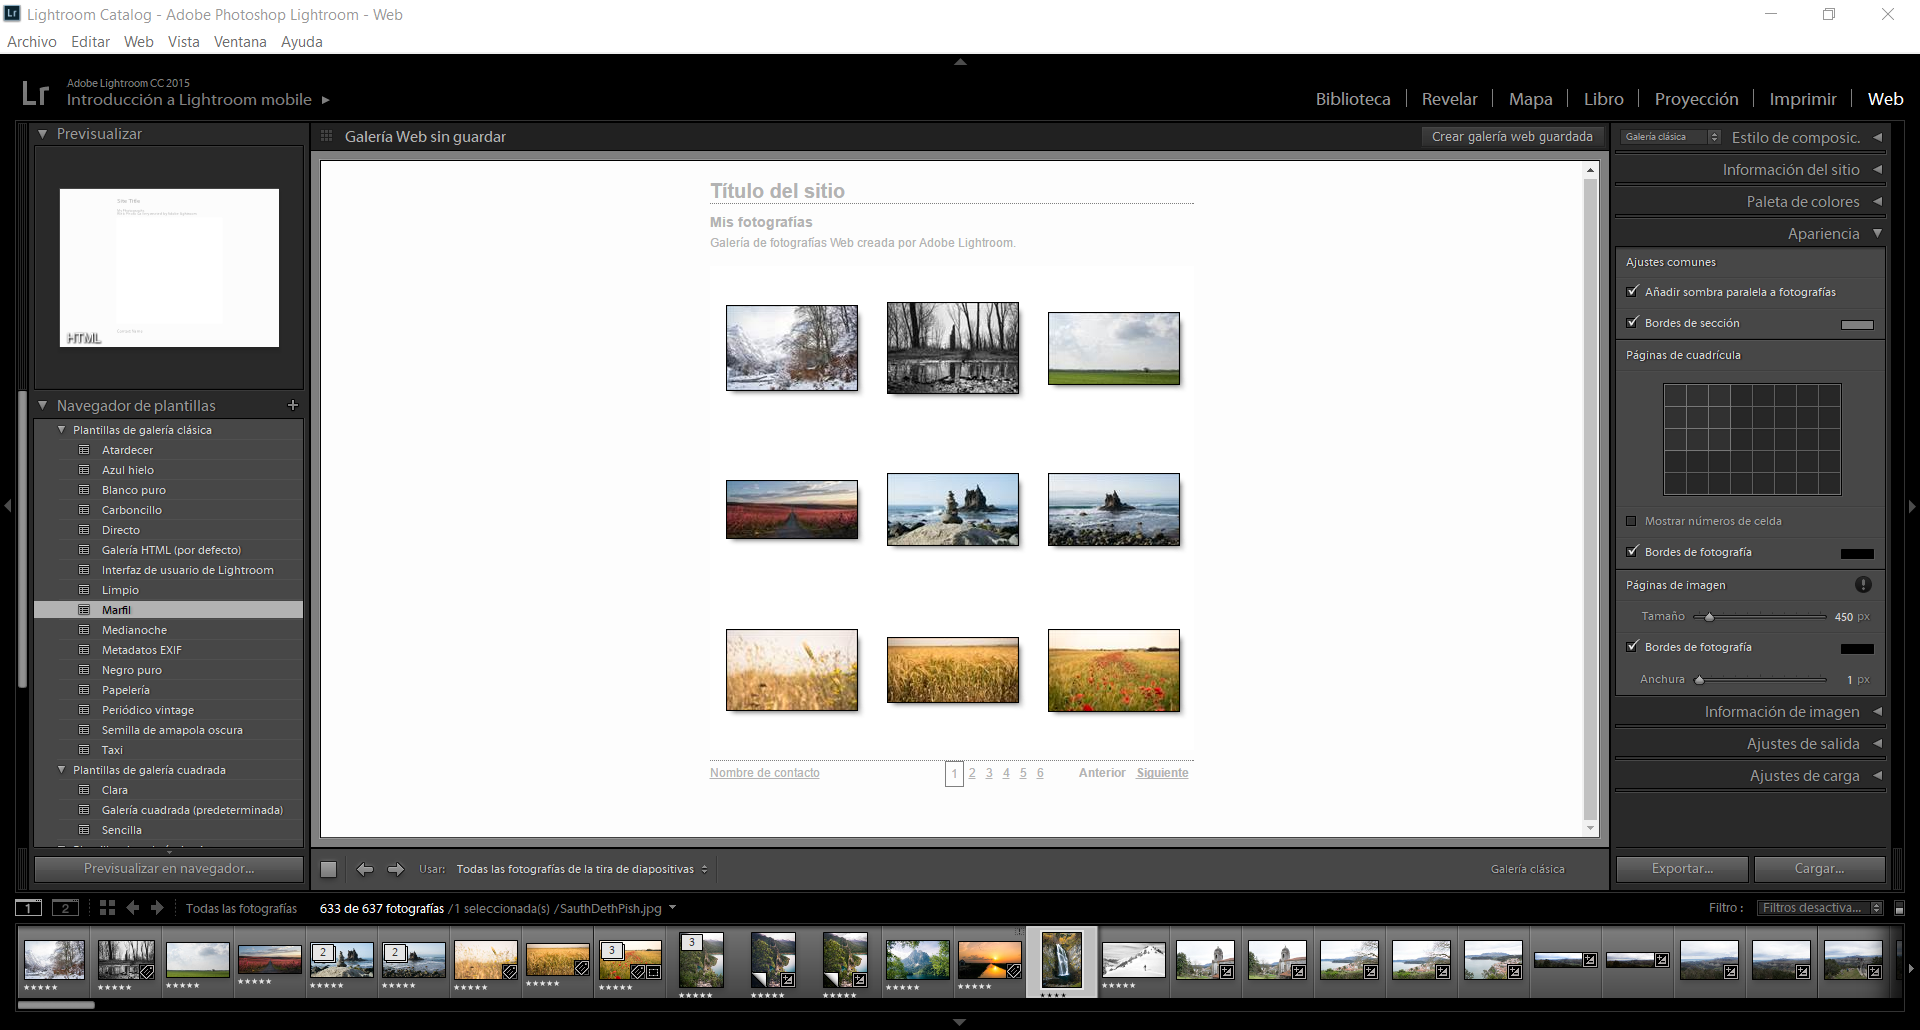 Lightroom Catalog - Adobe Photoshop Lightroom - Web
Archivo Editar Web Vista Ventana Ayuda
Adobe Lightroom CC 2015
Introducción a Lightroom mobile
Biblioteca Revelar Mapa Libro Proyección Imprimir Web
Previsualizar
Site Title
HTML
Navegador de plantillas +
Plantillas de galería clásica
Atardecer
Azul hielo
Blanco puro
Carboncillo
Directo
Galería HTML (por defecto)
Interfaz de usuario de Lightroom
Limpio
Marfil
Medianoche
Metadatos EXIF
Negro puro
Papelería
Periódico vintage
Semilla de amapola oscura
Taxi
Plantillas de galería cuadrada
Clara
Galería cuadrada (predeterminada)
Sencilla
Previsualizar en navegador...
Galería Web sin guardar
Crear galería web guardada
Título del sitio
Mis fotografías
Galería de fotografías Web creada por Adobe Lightroom.
Nombre de contacto 1 2 3 4 5 6 Anterior Siguiente
Usar: Todas las fotografías de la tira de diapositivas
Galería clásica
Galería clásica Estilo de composic.
Información del sitio
Paleta de colores
Apariencia
Ajustes comunes
Añadir sombra paralela a fotografías
Bordes de sección
Páginas de cuadrícula
Mostrar números de celda
Bordes de fotografía
Páginas de imagen
Tamaño 450 px
Bordes de fotografía
Anchura 1 px
Información de imagen
Ajustes de salida
Ajustes de carga
Exportar... Cargar...
1 2 Todas las fotografías 633 de 637 fotografías /1 seleccionada(s) /SauthDethPish.jpg
Filtro : Filtros desactiva...
2 2 3 3